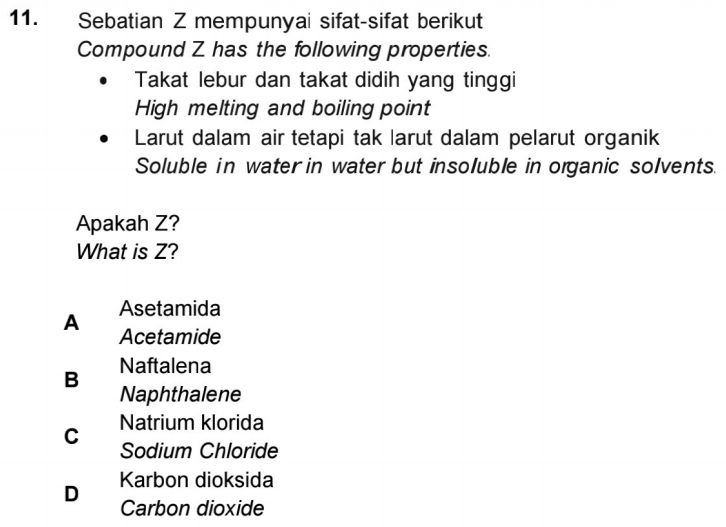 11. Sebatian Z mempunyai sifat-sifat berikut
Compound Z has the following properties.
• Takat lebur dan takat didih yang tinggi
High melting and boiling point
• Larut dalam air tetapi tak larut dalam pelarut organik
Soluble in water in water but insoluble in organic solvents.
Apakah Z?
What is Z?
A Asetamida
Acetamide
B Naftalena
Naphthalene
C Natrium klorida
Sodium Chloride
D Karbon dioksida
Carbon dioxide